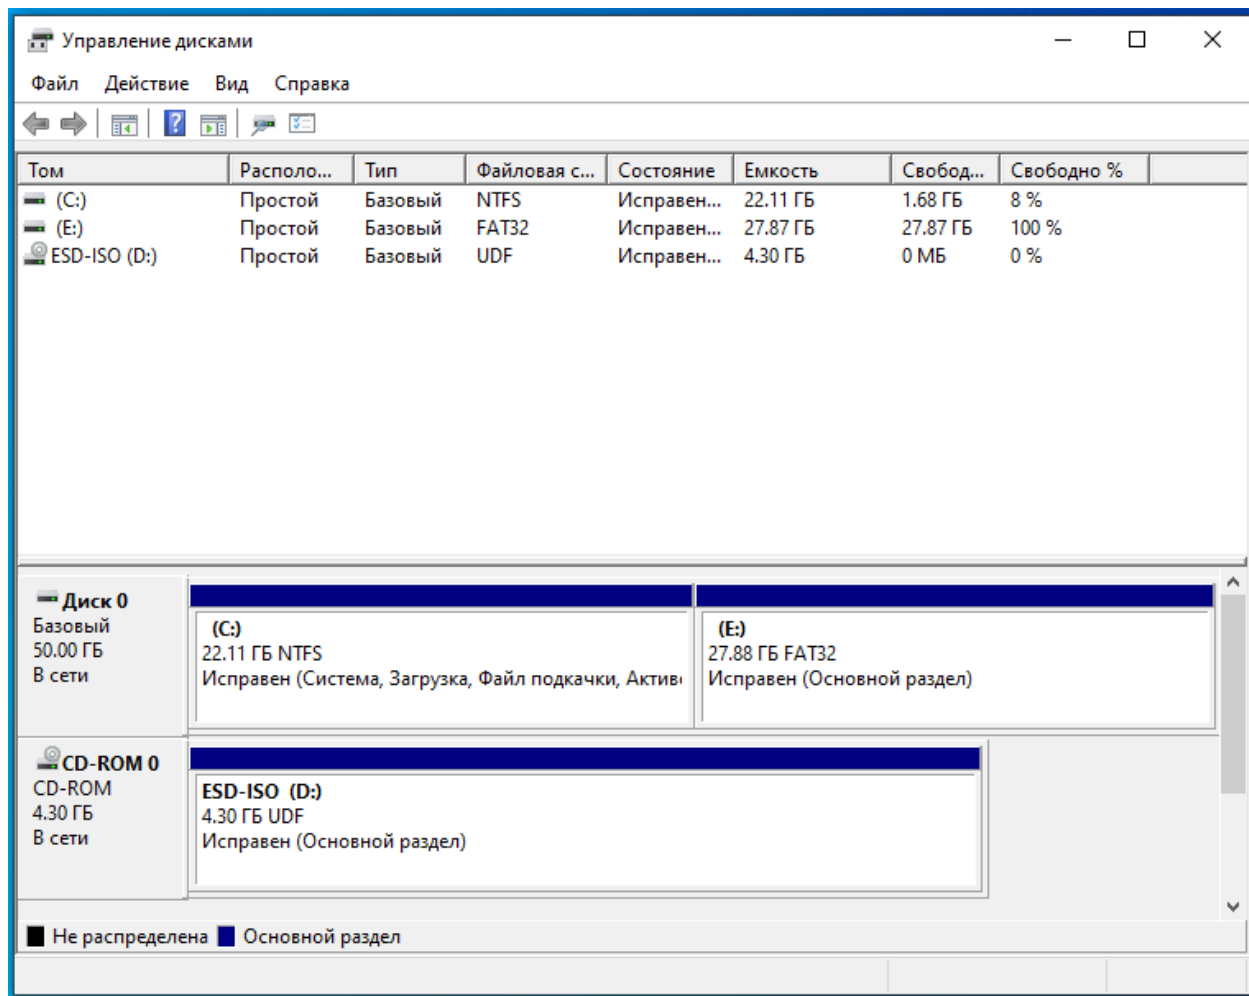 Управление дисками
Файл Действие Вид Справка
Том Располо... Тип Файловая с... Состояние Емкость Свобод... Свободно %
(C:) Простой Базовый NTFS Исправен... 22.11 ГБ 1.68 ГБ 8 %
(E:) Простой Базовый FAT32 Исправен... 27.87 ГБ 27.87 ГБ 100 %
ESD-ISO (D:) Простой Базовый UDF Исправен... 4.30 ГБ 0 МБ 0 %
Диск 0
Базовый
50.00 ГБ
В сети
(C:)
22.11 ГБ NTFS
Исправен (Система, Загрузка, Файл подкачки, Актив
(E:)
27.88 ГБ FAT32
Исправен (Основной раздел)
CD-ROM 0
CD-ROM
4.30 ГБ
В сети
ESD-ISO (D:)
4.30 ГБ UDF
Исправен (Основной раздел)
Не распределена Основной раздел